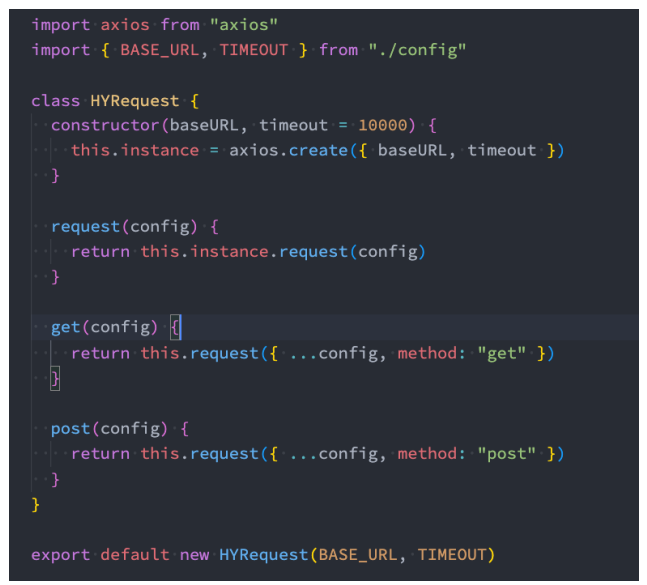 import axios from "axios"
import { BASE_URL, TIMEOUT } from "./config"
class HYRequest {
constructor(baseURL, timeout = 10000) {
this.instance = axios.create({ baseURL, timeout })
}
request(config) {
return this.instance.request(config)
}
get(config) {
return this.request({ ...config, method: "get" })
}
post(config) {
return this.request({ ...config, method: "post" })
}
}
export default new HYRequest(BASE_URL, TIMEOUT)